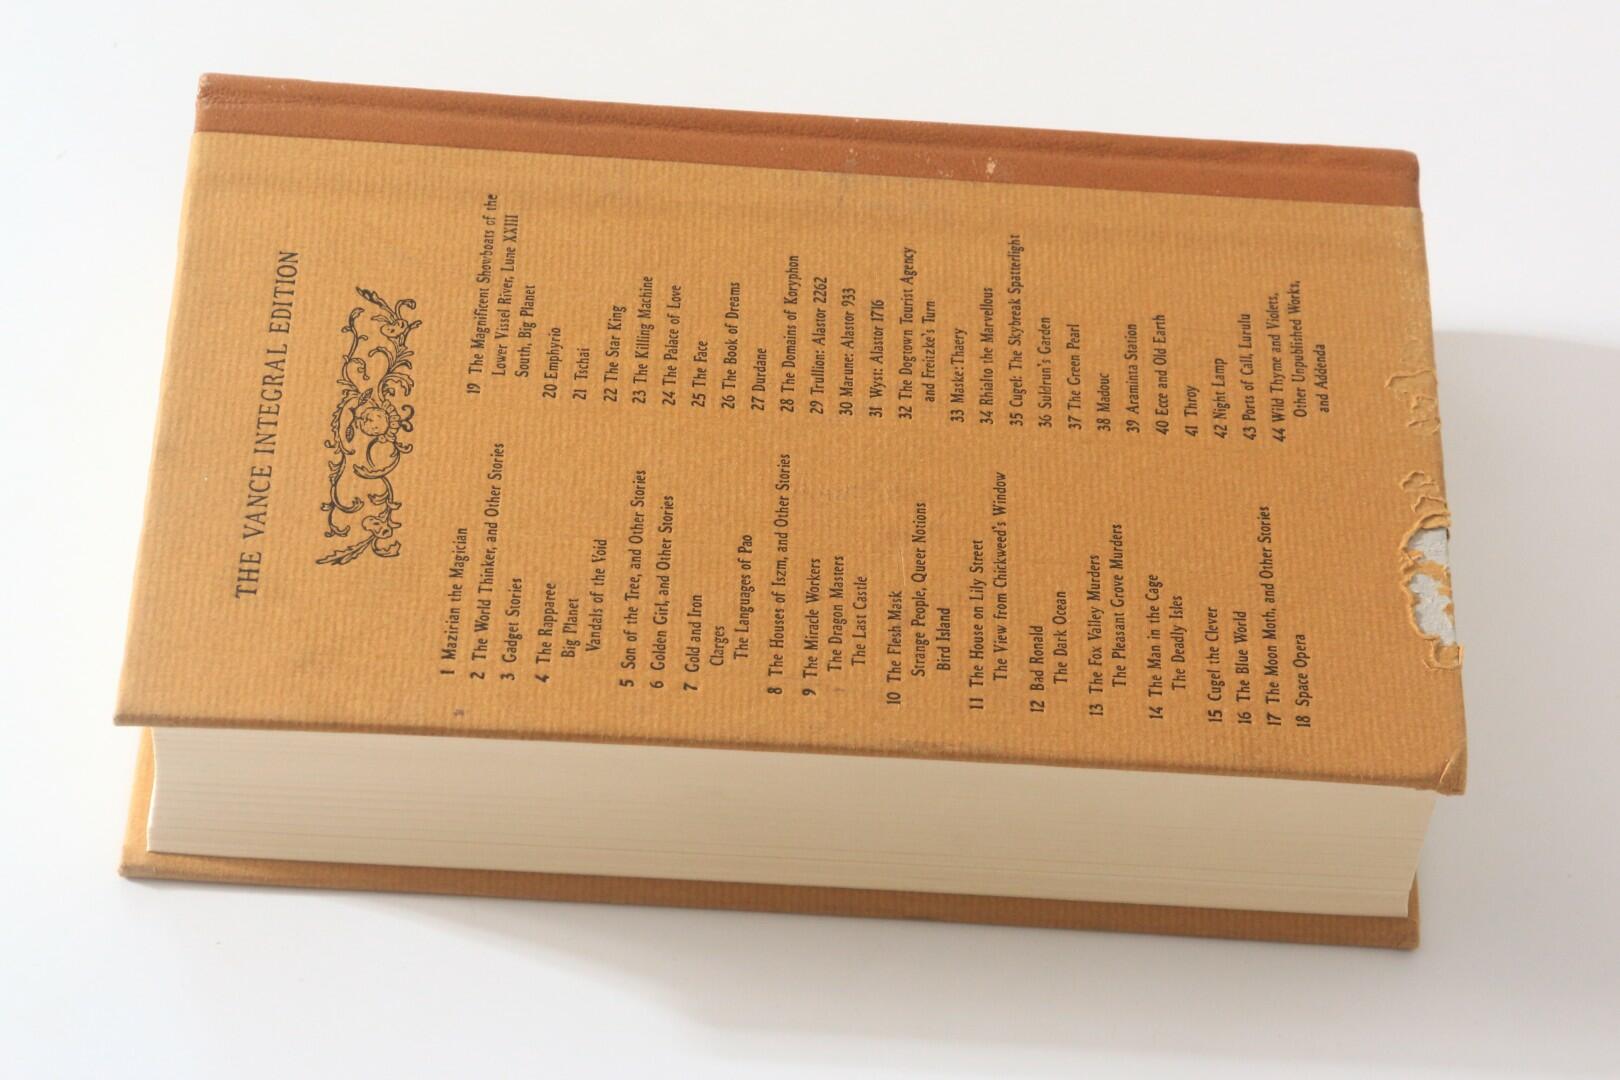 THE VANCE INTEGRAL EDITION
1 Mazirian the Magician
2 The World Thinker, and Other Stories
3 Gadget Stories
4 The Rapparee
Big Planet
Vandals of the Void
5 Son of the Tree, and Other Stories
6 Golden Girl, and Other Stories
7 Gold and Iron
Clarges
The Languages of Pao
8 The Houses of Iszm, and Other Stories
9 The Miracle Workers
The Dragon Masters
The Last Castle
10 The Flesh Mask
Strange People, Queer Notions
Bird Island
11 The House on Lily Street
The View from Chickweed's Window
12 Bad Ronald
The Dark Ocean
13 The Fox Valley Murders
The Pleasant Grove Murders
14 The Man in the Cage
The Deadly Isles
15 Cugel the Clever
16 The Blue World
17 The Moon Moth, and Other Stories
18 Space Opera
19 The Magnificent Showboats of the
Lower Vissel River, Lune XXIII
South, Big Planet
20 Emphyrio
21 Tschai
22 The Star King
23 The Killing Machine
24 The Palace of Love
25 The Face
26 The Book of Dreams
27 Durdane
28 The Domains of Koryphon
29 Trullion: Alastor 2262
30 Marune: Alastor 933
31 Wyst: Alastor 1716
32 The Dogtown Tourist Agency
and Freitzke's Turn
33 Maske: Thaery
34 Rhialto the Marvellous
35 Cugel: The Skybreak Spatterlight
36 Suldrun's Garden
37 The Green Pearl
38 Madouc
39 Araminta Station
40 Ecce and Old Earth
41 Throy
42 Night Lamp
43 Ports of Call, Lurulu
44 Wild Thyme and Violets,
Other Unpublished Works,
and Addenda